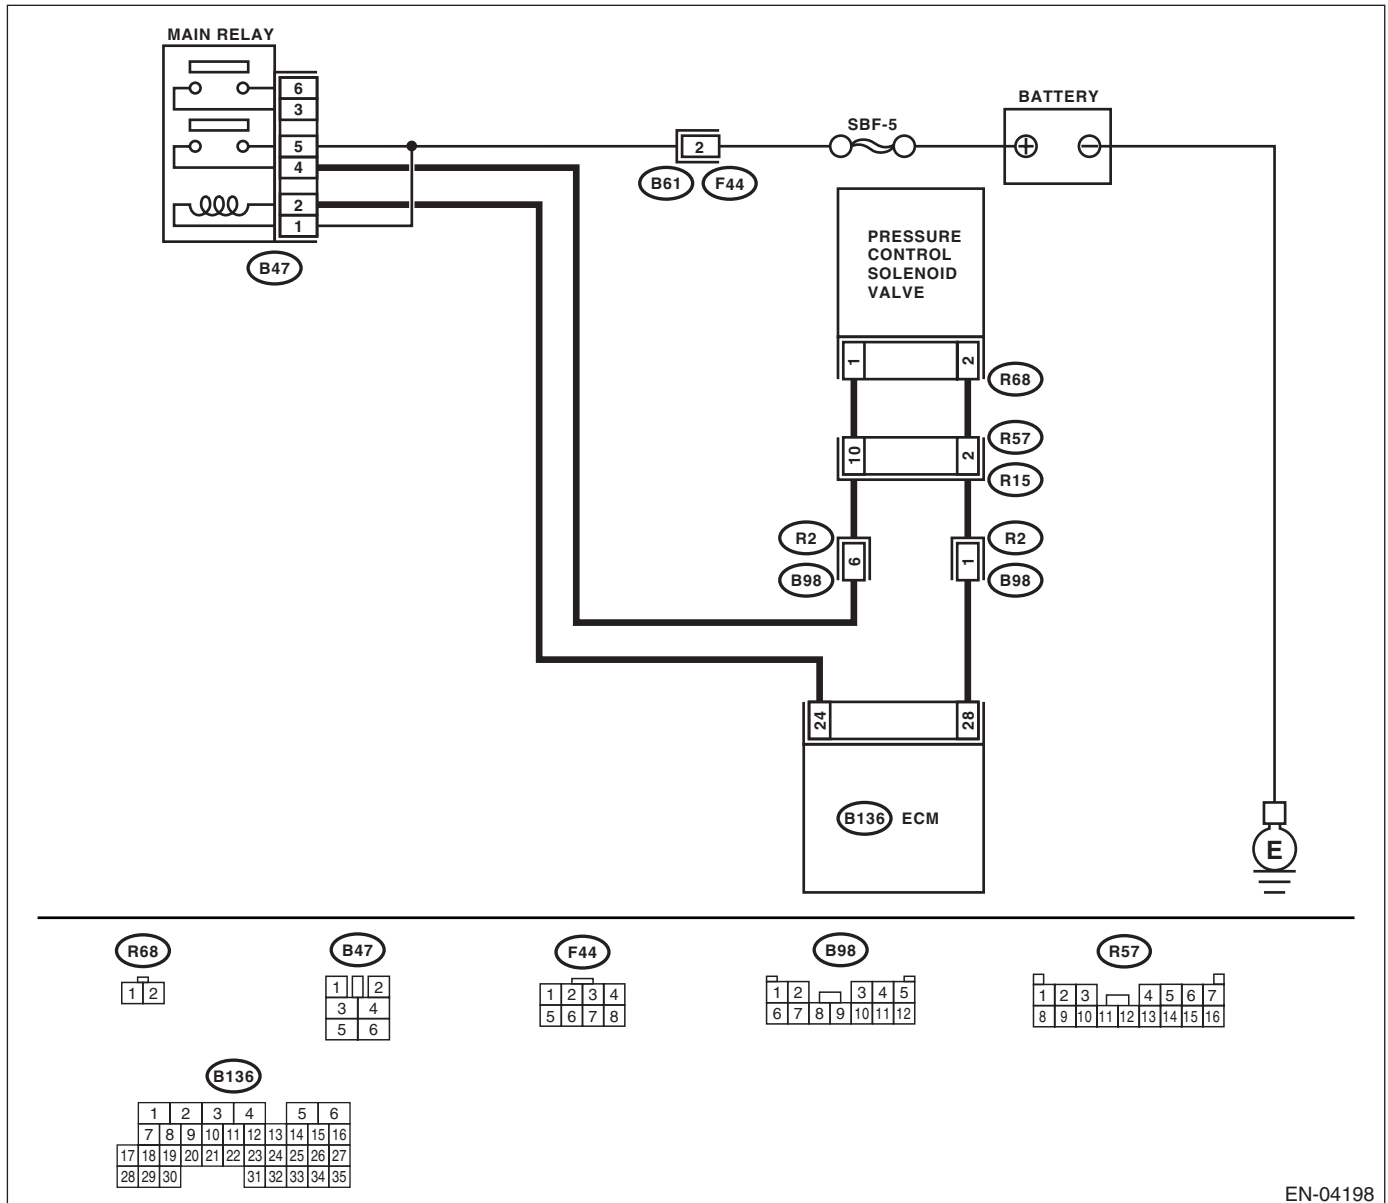 MAIN RELAY
6
3
5
4
2
1
B47
2
B61 F44
SBF-5
BATTERY
PRESSURE
CONTROL
SOLENOID
VALVE
1 2
R68
10 2
R57
R15
R2
6
B98
R2
1
B98
24 28
B136 ECM
E
R68
1 2
B47
1 2
3 4
5 6
F44
1 2 3 4
5 6 7 8
B98
1 2 3 4 5
6 7 8 9 10 11 12
R57
1 2 3 4 5 6 7
8 9 10 11 12 13 14 15 16
B136
1 2 3 4 5 6
7 8 9 10 11 12 13 14 15 16
17 18 19 20 21 22 23 24 25 26 27
28 29 30 31 32 33 34 35
EN-04198